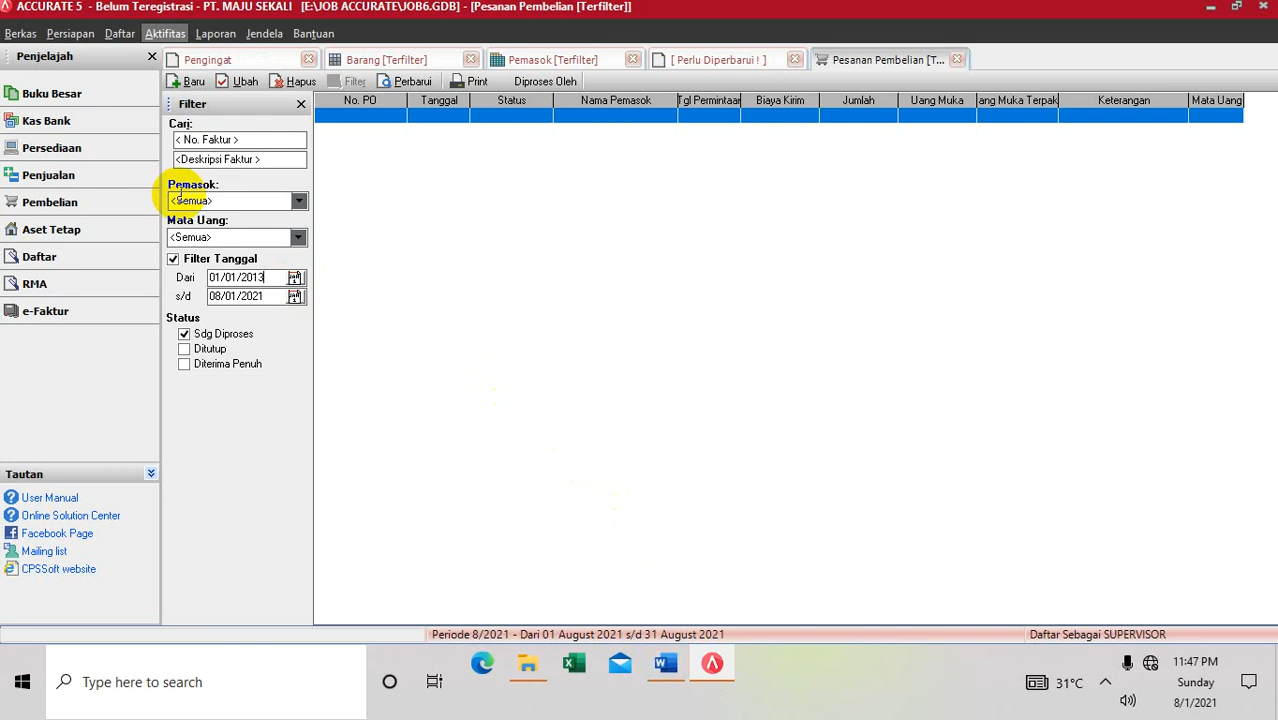 ACCURATE 5 - Belum Teregistrasi - PT. MAJU SEKALI [E:\JOB ACCURATE\JOB6.GDB] - [Pesanan Pembelian [Terfilter]]
Berkas Persiapan Daftar Aktifitas Laporan Jendela Bantuan
Penjelajah
Pengingat
Barang [Terfilter]
Pemasok [Terfilter]
[ Perlu Diperbarui ! ]
Pesanan Pembelian [T...
Baru Ubah Hapus Filter Perbarui Print Diproses Oleh
Buku Besar
Kas Bank
Persediaan
Penjualan
Pembelian
Aset Tetap
Daftar
RMA
e-Faktur
Filter
Cari:
< No. Faktur >
<Deskripsi Faktur >
Pemasok:
<Semua>
Mata Uang:
<Semua>
Filter Tanggal
Dari 01/01/2013
s/d 08/01/2021
Status
Sdg Diproses
Ditutup
Diterima Penuh
No. PO Tanggal Status Nama Pemasok Tgl Permintaar Biaya Kirim Jumlah Uang Muka ang Muka Terpak Keterangan Mata Uang
Tautan
User Manual
Online Solution Center
Facebook Page
Mailing list
CPSSoft website
Periode 8/2021 - Dari 01 August 2021 s/d 31 August 2021
Daftar Sebagai SUPERVISOR
Type here to search
31°C
11:47 PM
Sunday
8/1/2021